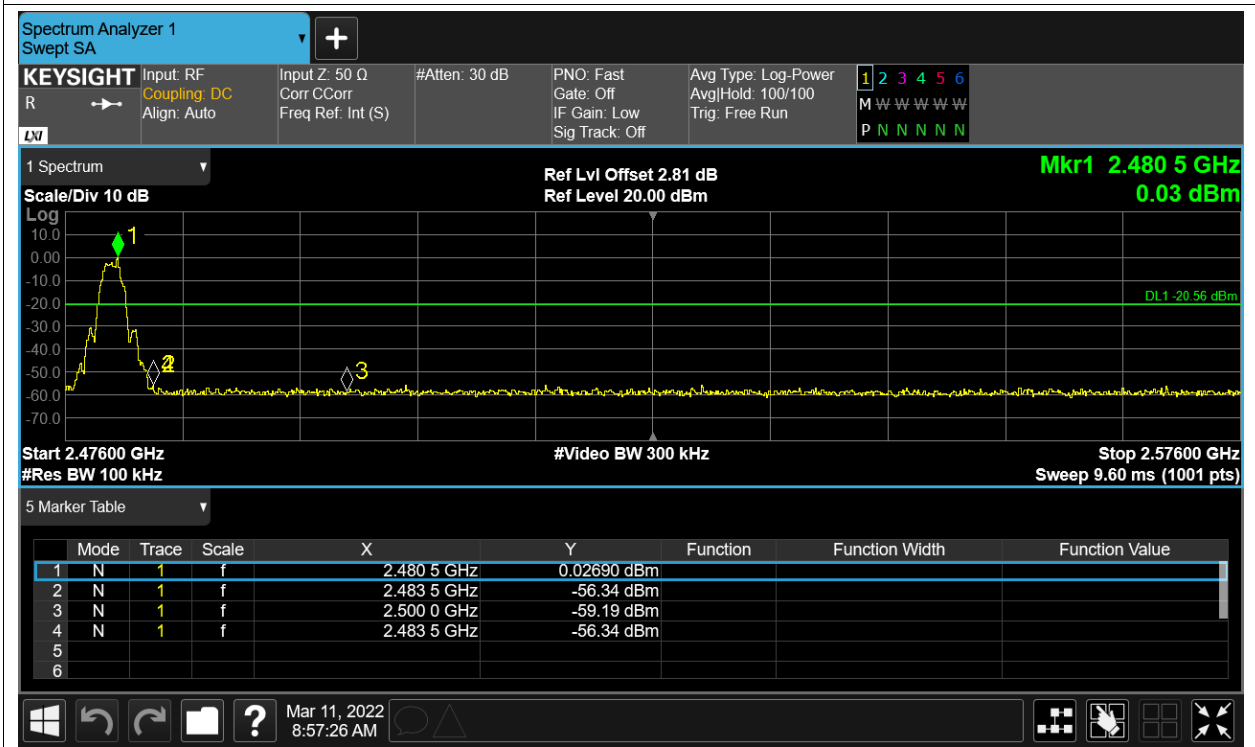 Spectrum Analyzer 1
Swept SA
+
KEYSIGHT
R
LXI
Input: RF
Coupling: DC
Align: Auto
Input Z: 50 Ω
Corr CCorr
Freq Ref: Int (S)
#Atten: 30 dB
PNO: Fast
Gate: Off
IF Gain: Low
Sig Track: Off
Avg Type: Log-Power
Avg|Hold: 100/100
Trig: Free Run
1 2 3 4 5 6
M W W W W W
P N N N N N
1 Spectrum
Scale/Div 10 dB
Ref Lvl Offset 2.81 dB
Ref Level 20.00 dBm
Mkr1 2.480 5 GHz
0.03 dBm
Log
10.0
0.00
-10.0
-20.0
-30.0
-40.0
-50.0
-60.0
-70.0
1
2
3
DL1 -20.56 dBm
Start 2.47600 GHz
#Res BW 100 kHz
#Video BW 300 kHz
Stop 2.57600 GHz
Sweep 9.60 ms (1001 pts)
5 Marker Table
Mode Trace Scale X Y Function Function Width Function Value
1 N 1 f 2.480 5 GHz 0.02690 dBm
2 N 1 f 2.483 5 GHz -56.34 dBm
3 N 1 f 2.500 0 GHz -59.19 dBm
4 N 1 f 2.483 5 GHz -56.34 dBm
5
6
?
Mar 11, 2022
8:57:26 AM